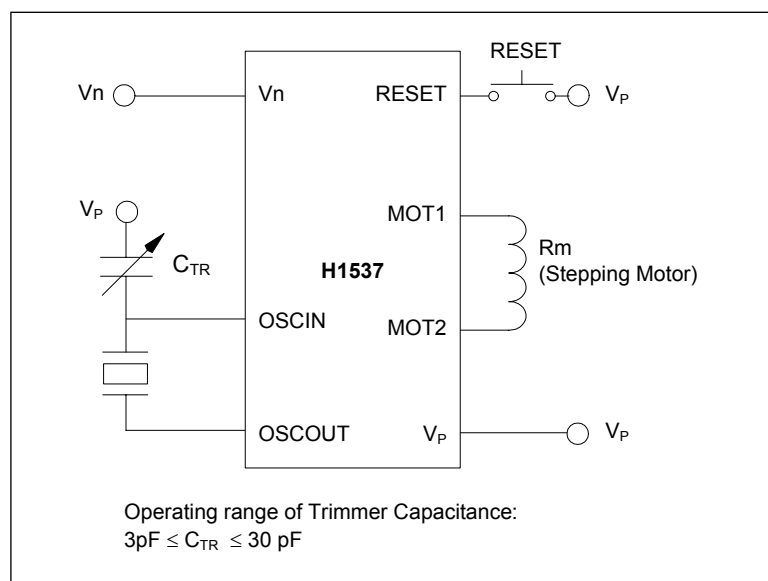 RESET
Vn
Vn
RESET
VP
VP
CTR
H1537
MOT1
Rm
(Stepping Motor)
OSCIN
MOT2
OSCOUT
VP
VP
Operating range of Trimmer Capacitance:
3pF ≤ CTR ≤ 30 pF